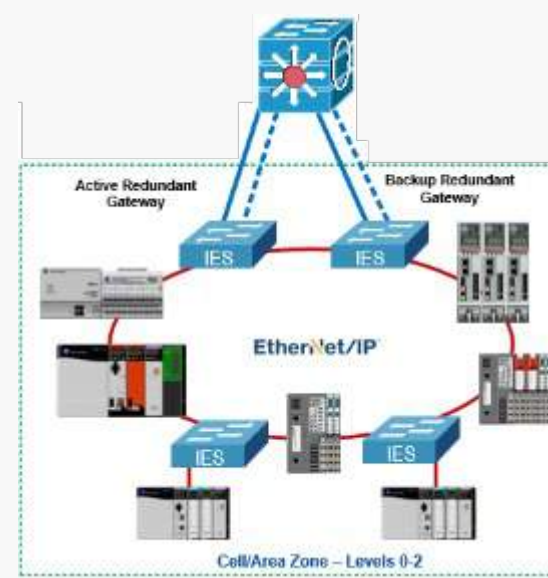 Active Redundant
Gateway
Backup Redundant
Gateway
IES
IES
EtherNet/IP
IES
IES
Cell/Area Zone – Levels 0-2